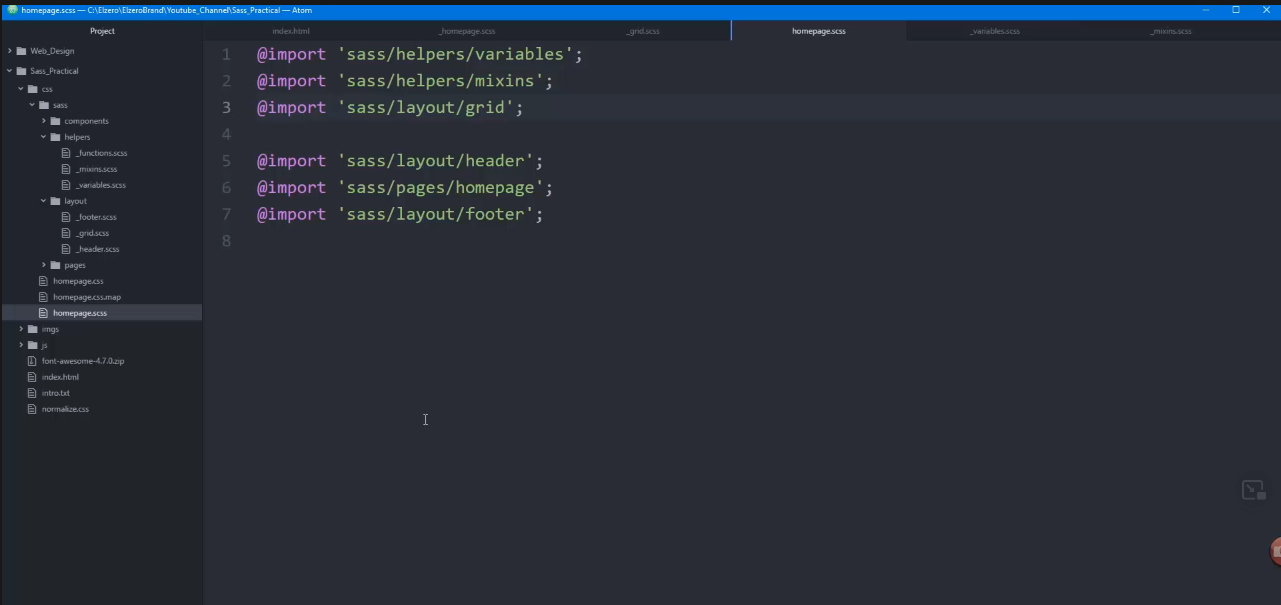 homepage.scss — C:\Elzero\ElzeroBrand\Youtube_Channel\Sass_Practical — Atom
Project
index.html
_homepage.scss
_grid.scss
homepage.scss
_variables.scss
_mixins.scss
Web_Design
Sass_Practical
css
sass
components
helpers
_functions.scss
_mixins.scss
_variables.scss
layout
_footer.scss
_grid.scss
_header.scss
pages
homepage.css
homepage.css.map
homepage.scss
imgs
js
font-awesome-4.7.0.zip
index.html
intro.txt
normalize.css
1 @import 'sass/helpers/variables';
2 @import 'sass/helpers/mixins';
3 @import 'sass/layout/grid';
4
5 @import 'sass/layout/header';
6 @import 'sass/pages/homepage';
7 @import 'sass/layout/footer';
8